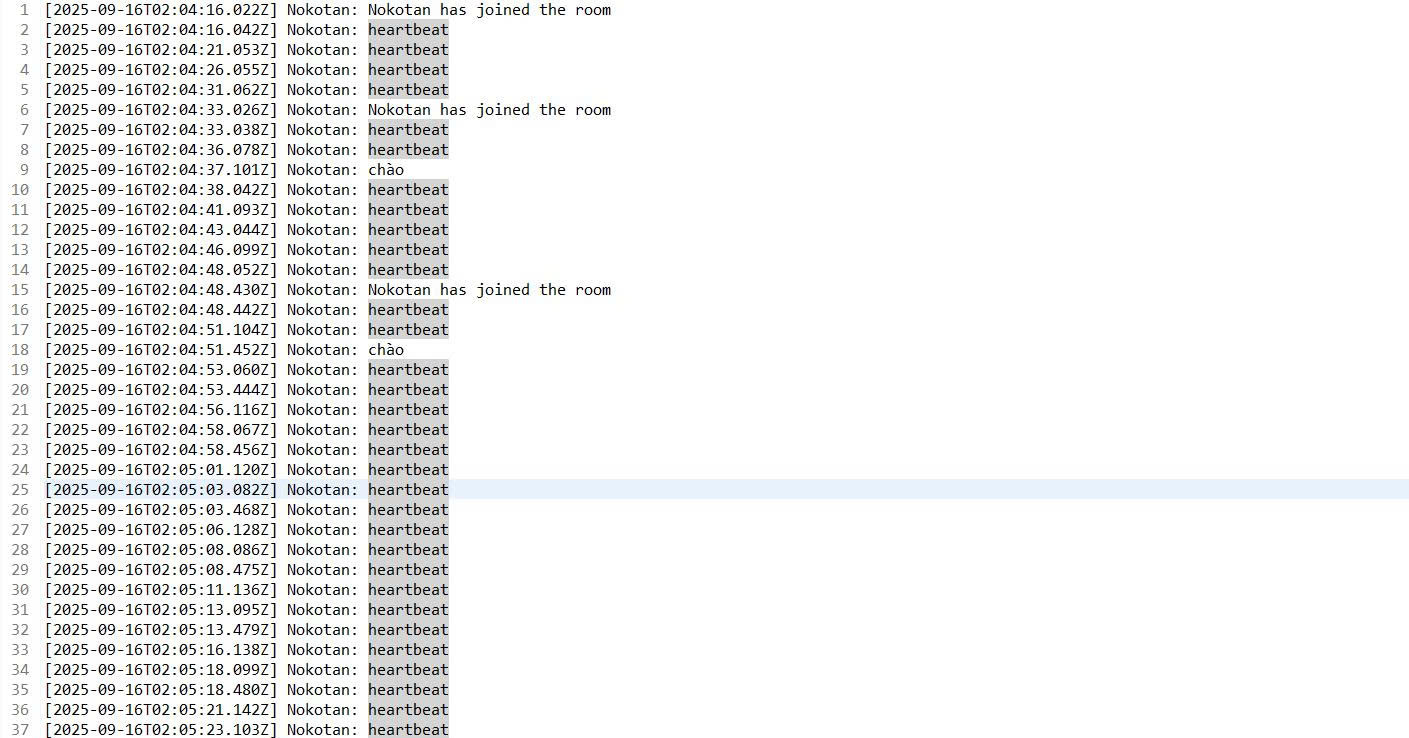 1 [2025-09-16T02:04:16.022Z] Nokotan: Nokotan has joined the room
2 [2025-09-16T02:04:16.042Z] Nokotan: heartbeat
3 [2025-09-16T02:04:21.053Z] Nokotan: heartbeat
4 [2025-09-16T02:04:26.055Z] Nokotan: heartbeat
5 [2025-09-16T02:04:31.062Z] Nokotan: heartbeat
6 [2025-09-16T02:04:33.026Z] Nokotan: Nokotan has joined the room
7 [2025-09-16T02:04:33.038Z] Nokotan: heartbeat
8 [2025-09-16T02:04:36.078Z] Nokotan: heartbeat
9 [2025-09-16T02:04:37.101Z] Nokotan: chào
10 [2025-09-16T02:04:38.042Z] Nokotan: heartbeat
11 [2025-09-16T02:04:41.093Z] Nokotan: heartbeat
12 [2025-09-16T02:04:43.044Z] Nokotan: heartbeat
13 [2025-09-16T02:04:46.099Z] Nokotan: heartbeat
14 [2025-09-16T02:04:48.052Z] Nokotan: heartbeat
15 [2025-09-16T02:04:48.430Z] Nokotan: Nokotan has joined the room
16 [2025-09-16T02:04:48.442Z] Nokotan: heartbeat
17 [2025-09-16T02:04:51.104Z] Nokotan: heartbeat
18 [2025-09-16T02:04:51.452Z] Nokotan: chào
19 [2025-09-16T02:04:53.060Z] Nokotan: heartbeat
20 [2025-09-16T02:04:53.444Z] Nokotan: heartbeat
21 [2025-09-16T02:04:56.116Z] Nokotan: heartbeat
22 [2025-09-16T02:04:58.067Z] Nokotan: heartbeat
23 [2025-09-16T02:04:58.456Z] Nokotan: heartbeat
24 [2025-09-16T02:05:01.120Z] Nokotan: heartbeat
25 [2025-09-16T02:05:03.082Z] Nokotan: heartbeat
26 [2025-09-16T02:05:03.468Z] Nokotan: heartbeat
27 [2025-09-16T02:05:06.128Z] Nokotan: heartbeat
28 [2025-09-16T02:05:08.086Z] Nokotan: heartbeat
29 [2025-09-16T02:05:08.475Z] Nokotan: heartbeat
30 [2025-09-16T02:05:11.136Z] Nokotan: heartbeat
31 [2025-09-16T02:05:13.095Z] Nokotan: heartbeat
32 [2025-09-16T02:05:13.479Z] Nokotan: heartbeat
33 [2025-09-16T02:05:16.138Z] Nokotan: heartbeat
34 [2025-09-16T02:05:18.099Z] Nokotan: heartbeat
35 [2025-09-16T02:05:18.480Z] Nokotan: heartbeat
36 [2025-09-16T02:05:21.142Z] Nokotan: heartbeat
37 [2025-09-16T02:05:23.103Z] Nokotan: heartbeat